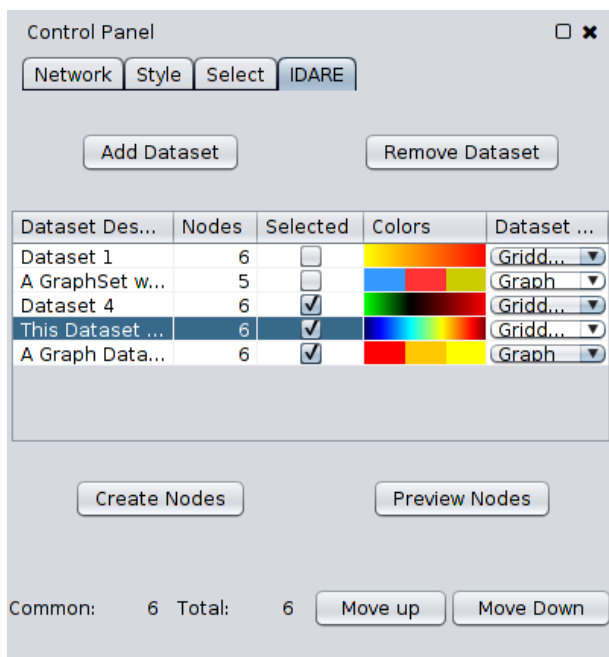 Control Panel
Network Style Select IDARE
Add Dataset Remove Dataset
Dataset Des... Nodes Selected Colors Dataset ...
Dataset 1 6 Gridd...
A GraphSet w... 5 Graph
Dataset 4 6 Gridd...
This Dataset ... 6 Gridd...
A Graph Data... 6 Graph
Create Nodes Preview Nodes
Common: 6 Total: 6 Move up Move Down